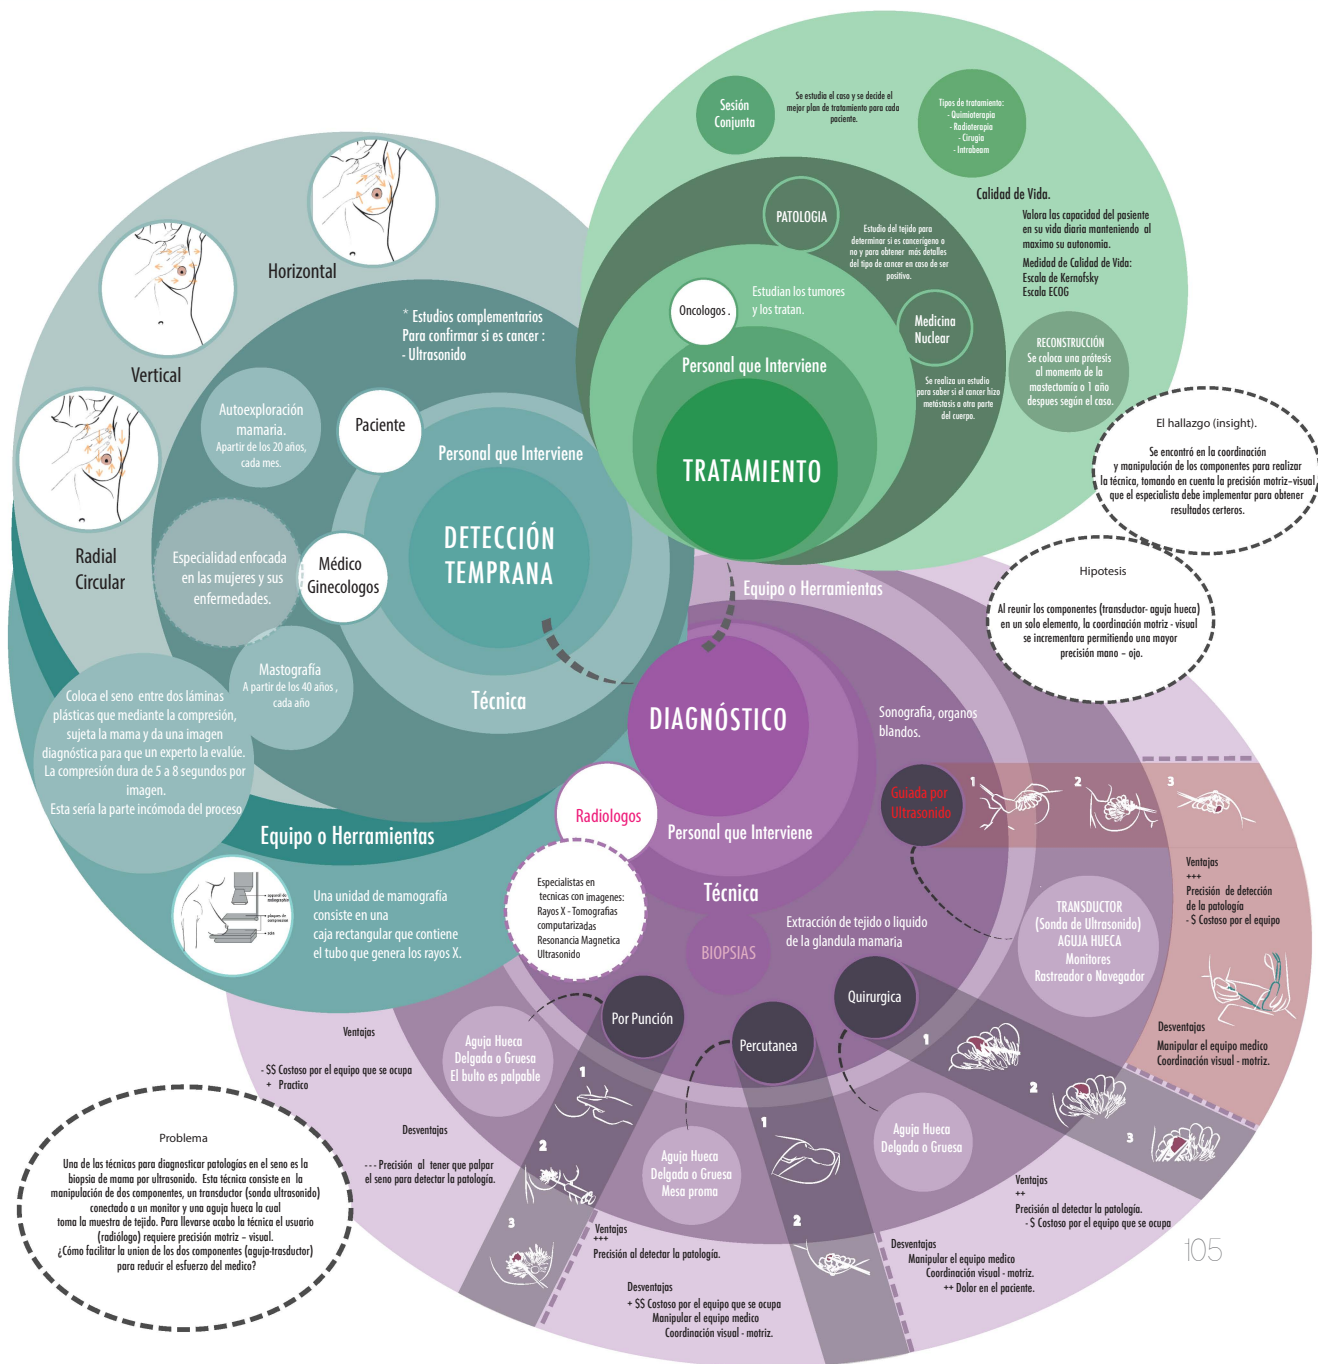 Sesión
Conjunta
Se estudia el caso y se decide el
mejor plan de tratamiento para cada
paciente.
Tipos de tratamiento:
- Quimioterapia
- Radioterapia
- Cirugia
- Intrabeam
Calidad de Vida.
Valora las capacidad del pasiente
en su vida diaria manteniendo al
maximo su autonomia.
Medidad de Calidad de Vida:
Escala de Kernofsky
Escala ECOG
PATOLOGIA
Estudio del tejido para
determinar si es cancerígeno o
no y para obtener más detalles
del tipo de cancer en caso de ser
positivo.
Oncologos .
Estudian los tumores
y los tratan.
Medicina
Nuclear
Se realiza un estudio
para saber si el cancer hizo
metástasis a otra parte
del cuerpo.
RECONSTRUCCIÓN
Se coloca una prótesis
al momento de la
mastectomía o 1 año
despues según el caso.
Personal que Interviene
TRATAMIENTO
El hallazgo (insight).
Se encontró en la coordinación
y manipulación de los componentes para realizar
la técnica, tomando en cuenta la precisión motriz-visual
que el especialista debe implementar para obtener
resultados certeros.
Hipotesis
Al reunir los componentes (transductor- aguja hueca)
en un solo elemento, la coordinación motriz - visual
se incrementara permitiendo una mayor
precisión mano - ojo.
Horizontal
Vertical
Radial
Circular
* Estudios complementarios
Para confirmar si es cancer :
- Ultrasonido
Autoexploración
mamaria.
Apartir de los 20 años,
cada mes.
Paciente
Personal que Interviene
Especialidad enfocada
en las mujeres y sus
enfermedades.
Médico
Ginecologos
DETECCIÓN
TEMPRANA
Mastografía
A partir de los 40 años ,
cada año
Técnica
Coloca el seno entre dos láminas
plásticas que mediante la compresión,
sujeta la mama y da una imagen
diagnóstica para que un experto la evalúe.
La compresión dura de 5 a 8 segundos por
imagen.
Esta sería la parte incómoda del proceso
Equipo o Herramientas
Una unidad de mamografía
consiste en una
caja rectangular que contiene
el tubo que genera los rayos X.
Equipo o Herramientas
DIAGNÓSTICO
Sonografia, organos
blandos.
Radiologos
Personal que Interviene
Especialistas en
tecnicas con imagenes:
Rayos X - Tomografias
computarizadas
Resonancia Magnetica
Ultrasonido
Técnica
BIOPSIAS
Extracción de tejido o liquido
de la glandula mamaria
Guiada por
Ultrasonido
1
2
3
Ventajas
+++
Precisión de detección
de la patología
- $ Costoso por el equipo
TRANSDUCTOR
(Sonda de Ultrasonido)
AGUJA HUECA
Monitores
Rastreador o Navegador
Desventajas
Manipular el equipo medico
Coordinación visual - motriz.
Por Punción
Percutanea
Quirurgica
Ventajas
- $$ Costoso por el equipo que se ocupa
+ Practico
Desventajas
- - - Precisión al tener que palpar
el seno para detectar la patología.
Aguja Hueca
Delgada o Gruesa
El bulto es palpable
1
2
3
Aguja Hueca
Delgada o Gruesa
Mesa proma
1
2
Ventajas
+++
Precisión al detectar la patología.
Desventajas
+ $$ Costoso por el equipo que se ocupa
Manipular el equipo medico
Coordinación visual - motriz.
Aguja Hueca
Delgada o Gruesa
1
2
3
Ventajas
++
Precisión al detectar la patología.
- $ Costoso por el equipo que se ocupa
Desventajas
Manipular el equipo medico
Coordinación visual - motriz.
++ Dolor en el paciente.
Problema
Una de las técnicas para diagnosticar patologías en el seno es la
biopsia de mama por ultrasonido. Esta técnica consiste en la
manipulación de dos componentes, un transductor (sonda ultrasonido)
conectado a un monitor y una aguja hueca la cual
toma la muestra de tejido. Para llevarse acabo la técnica el usuario
(radiólogo) requiere precisión motriz - visual.
¿Cómo facilitar la union de los dos componentes (aguja-trasductor)
para reducir el esfuerzo del medico?
105